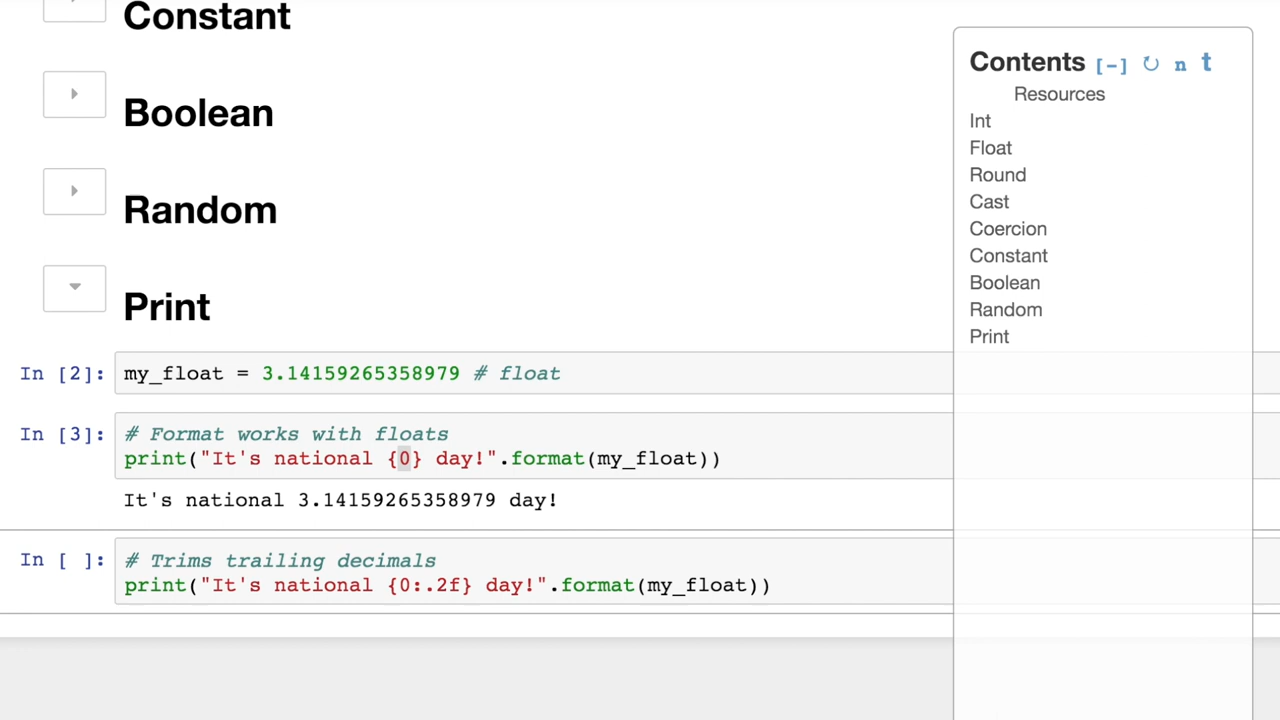 Constant
Boolean
Random
Print
In [2]: my_float = 3.14159265358979 # float
In [3]: # Format works with floats
print("It's national {0} day!".format(my_float))
It's national 3.14159265358979 day!
In [ ]: # Trims trailing decimals
print("It's national {0:.2f} day!".format(my_float))
Contents [-] ↻ n t
Resources
Int
Float
Round
Cast
Coercion
Constant
Boolean
Random
Print